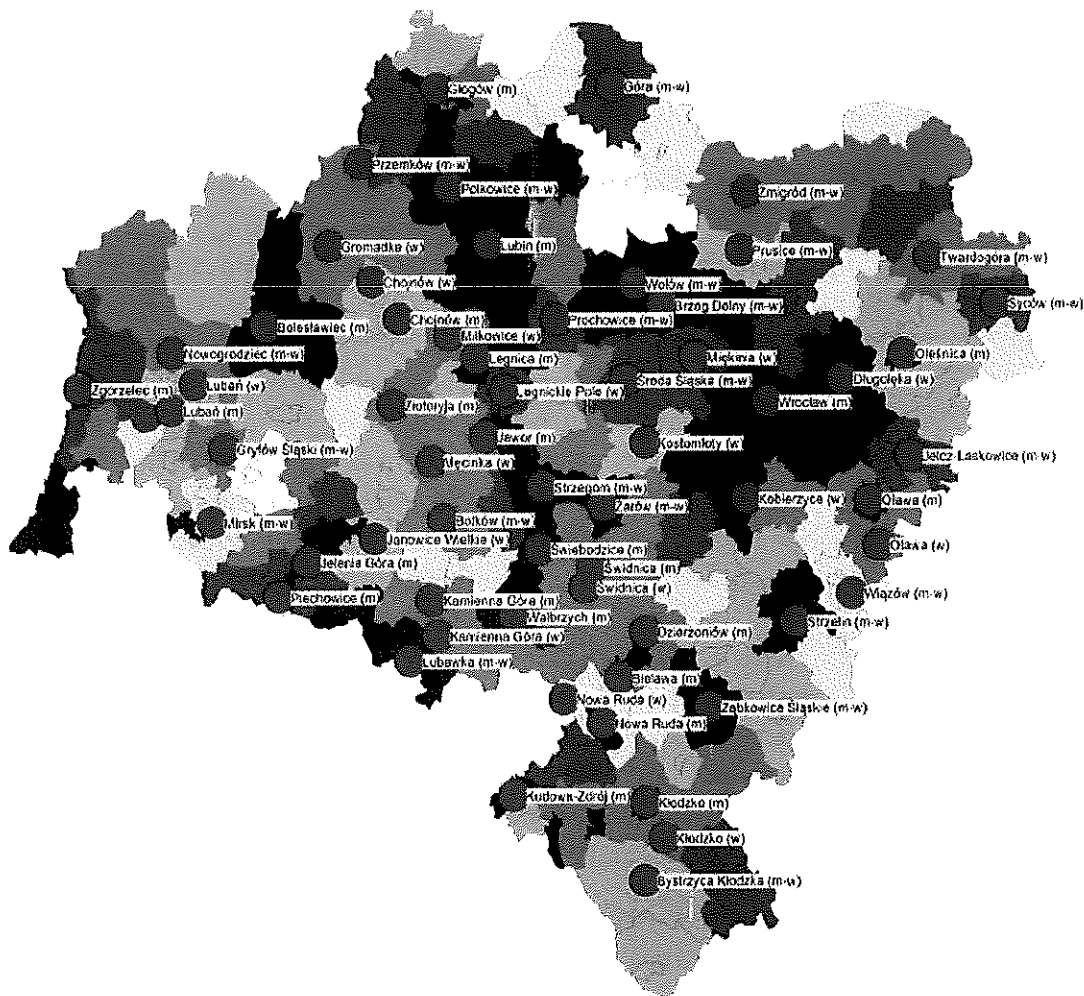 Głogów (m)
Góra (m-w)
Przemków (m-w)
Polkowice (m-w)
Żmigród (m-w)
Gromadka (w)
Lubin (m)
Prusice (m-w)
Twardogóra (m-w)
Chojnów (w)
Wołów (m-w)
Brzeg Dolny (m-w)
Syców (m-w)
Chojnów (m)
Prochowice (m-w)
Bolesławiec (m)
Miłkowice (w)
Nowogrodziec (m-w)
Legnica (m)
Miękinia (w)
Oleśnica (m)
Zgorzelec (m)
Lubań (w)
Legnickie Pole (w)
Środa Śląska (m-w)
Długołęka (w)
Lubań (m)
Złotoryja (m)
Wrocław (m)
Gryfów Śląski (m-w)
Jawor (m)
Kostomłoty (w)
Męcinka (w)
Jelcz-Laskowice (m-w)
Strzegom (m-w)
Żarów (m-w)
Kobierzyce (w)
Oława (m)
Mirsk (m-w)
Janowice Wielkie (w)
Bolków (m-w)
Świebodzice (m)
Oława (w)
Jelenia Góra (m)
Świdnica (m)
Świdnica (w)
Piechowice (m)
Kamienna Góra (m)
Wiązów (m-w)
Wałbrzych (m)
Strzelin (m-w)
Kamienna Góra (w)
Dzierżoniów (m)
Lubawka (m-w)
Bielawa (m)
Nowa Ruda (w)
Ząbkowice Śląskie (m-w)
Nowa Ruda (m)
Kudowa-Zdrój (m)
Kłodzko (m)
Kłodzko (w)
Bystrzyca Kłodzka (m-w)